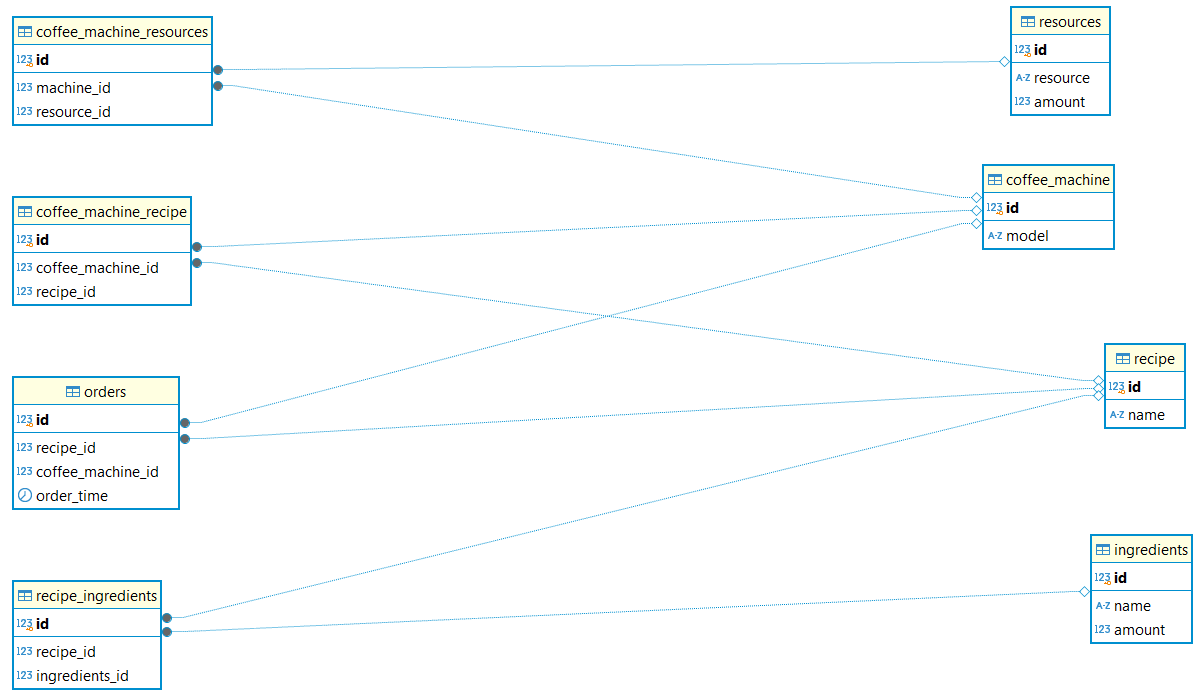 coffee_machine_resources
123 id
123 machine_id
123 resource_id
resources
123 id
A-Z resource
123 amount
coffee_machine
123 id
A-Z model
coffee_machine_recipe
123 id
123 coffee_machine_id
123 recipe_id
recipe
123 id
A-Z name
orders
123 id
123 recipe_id
123 coffee_machine_id
order_time
ingredients
123 id
A-Z name
123 amount
recipe_ingredients
123 id
123 recipe_id
123 ingredients_id